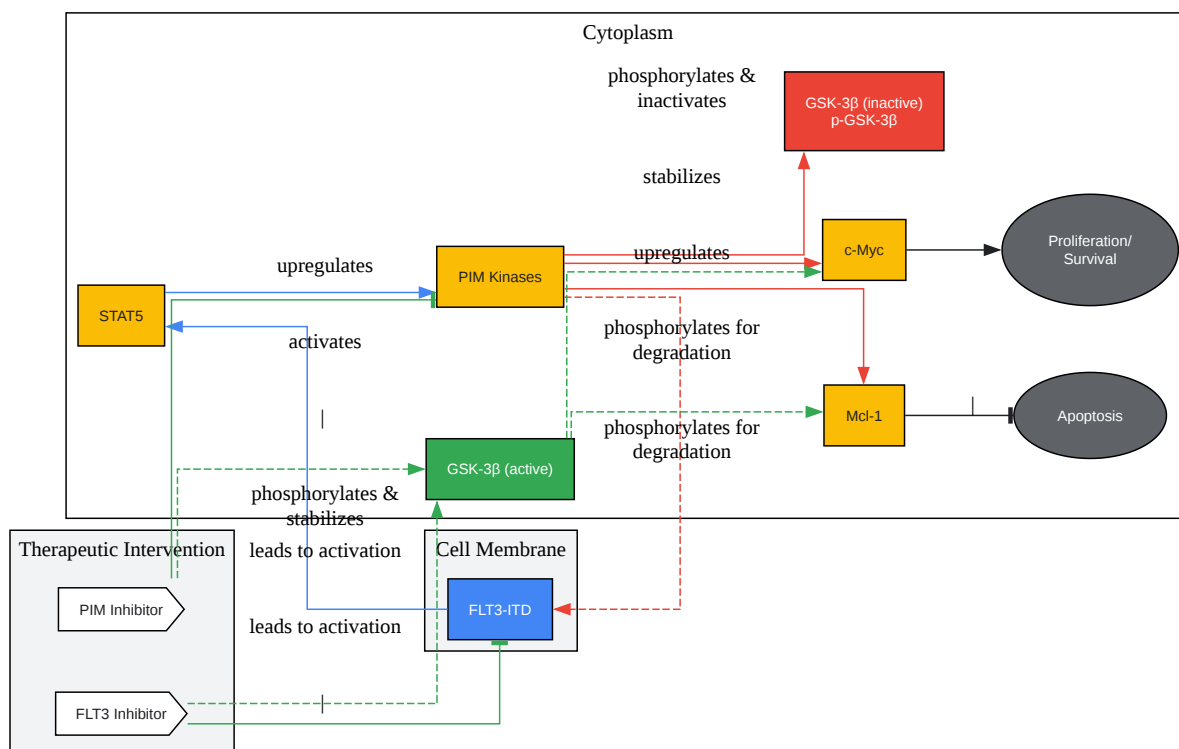 Cytoplasm
phosphorylates &
inactivates
GSK-3β (inactive)
p-GSK-3β
stabilizes
upregulates
upregulates
PIM Kinases
c-Myc
Proliferation/
Survival
STAT5
activates
phosphorylates for
degradation
|
|
Mcl-1
Apoptosis
phosphorylates for
degradation
GSK-3β (active)
phosphorylates &
stabilizes
Therapeutic Intervention
leads to activation
Cell Membrane
PIM Inhibitor
FLT3-ITD
leads to activation
|
FLT3 Inhibitor